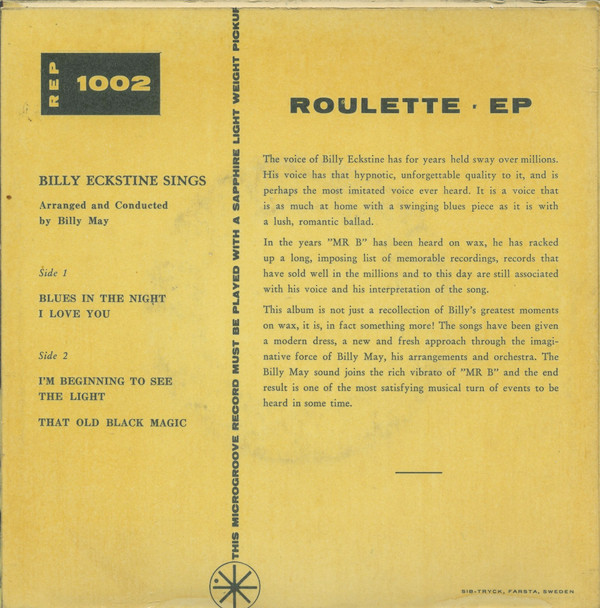 REP 1002
BILLY ECKSTINE SINGS
Arranged and Conducted
by Billy May
Side 1
BLUES IN THE NIGHT
I LOVE YOU
Side 2
I'M BEGINNING TO SEE
THE LIGHT
THAT OLD BLACK MAGIC
THIS MICROGROOVE RECORD MUST BE PLAYED WITH A SAPPHIRE LIGHT WEIGHT PICKUP
ROULETTE · EP
The voice of Billy Eckstine has for years held sway over millions.
His voice has that hypnotic, unforgettable quality to it, and is
perhaps the most imitated voice ever heard. It is a voice that
is as much at home with a swinging blues piece as it is with
a lush, romantic ballad.
In the years ”MR B” has been heard on wax, he has racked
up a long, imposing list of memorable recordings, records that
have sold well in the millions and to this day are still associated
with his voice and his interpretation of the song.
This album is not just a recollection of Billy's greatest moments
on wax, it is, in fact something more! The songs have been given
a modern dress, a new and fresh approach through the imagi-
native force of Billy May, his arrangements and orchestra. The
Billy May sound joins the rich vibrato of ”MR B” and the end
result is one of the most satisfying musical turn of events to be
heard in some time.
SIB-TRYCK, FARSTA, SWEDEN